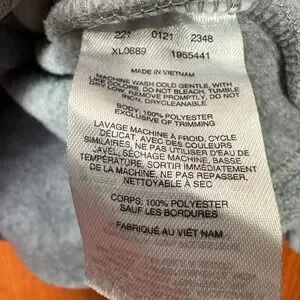 221 0121 2348
XL0689 1955441
MADE IN VIETNAM
MACHINE WASH COLD GENTLE, WITH
LIKE COLORS, DO NOT BLEACH, TUMBLE
DRY LOW, REMOVE PROMPTLY, DO NOT
IRON, DRYCLEANABLE
BODY: 100% POLYESTER
EXCLUSIVE OF TRIMMING
LAVAGE MACHINE À FROID, CYCLE
DÉLICAT, AVEC DES COULEURS
SIMILAIRES, NE PAS UTILISER D'EAU DE
JAVEL, SÉCHAGE MACHINE, BASSE
TEMPÉRATURE, SORTIR IMMÉDIATEMENT
DE LA MACHINE, NE PAS REPASSER,
NETTOYABLE À SEC
CORPS: 100% POLYESTER
SAUF LES BORDURES
FABRIQUÉ AU VIÊT NAM